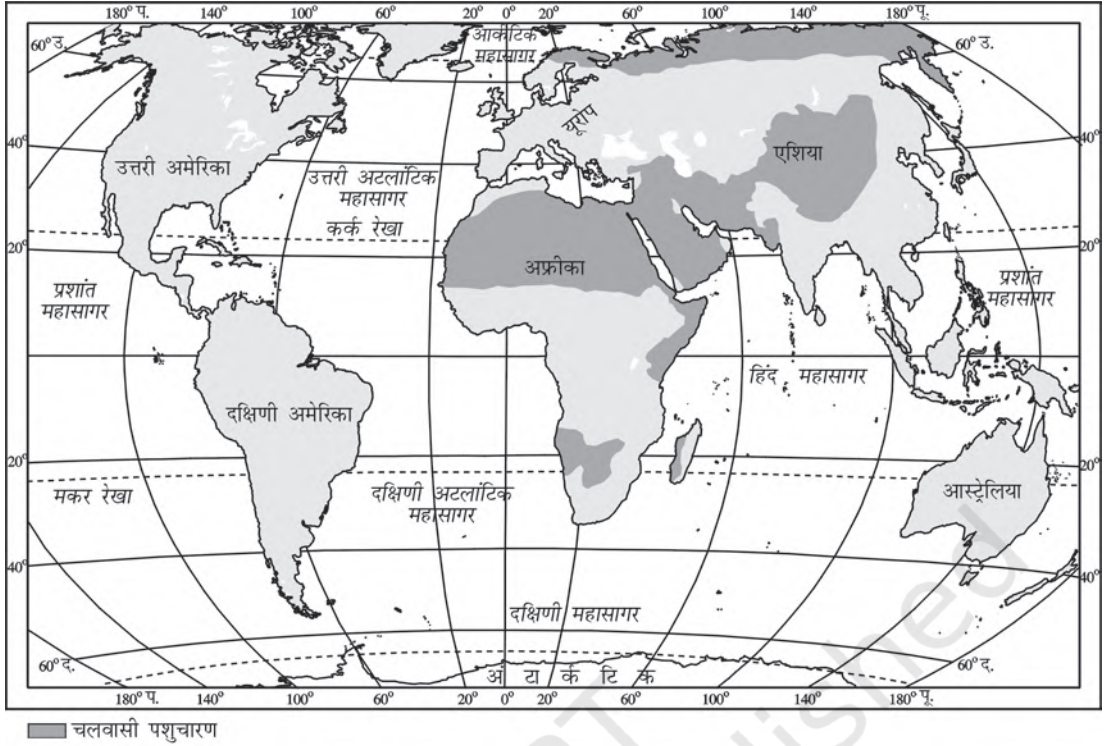 180° प. 140° 100° 60° 20° 0° 20° 60° 100° 140° 180° पू.
60° उ. 60° उ.
आर्कटिक
महासागर
यूरोप
40° 40°
एशिया
उत्तरी अमेरिका
उत्तरी अटलांटिक
महासागर
कर्क रेखा
20° 20°
अफ्रीका
प्रशांत
महासागर
प्रशांत
महासागर
हिंद महासागर
दक्षिणी अमेरिका
20° 20°
मकर रेखा
दक्षिणी अटलांटिक
महासागर
आस्ट्रेलिया
40° 40°
दक्षिणी महासागर
60° द. 60° द.
अंटार्कटिक
180° प. 140° 100° 60° 20° 0° 20° 60° 100° 140° 180° पू.
चलवासी पशुचारण